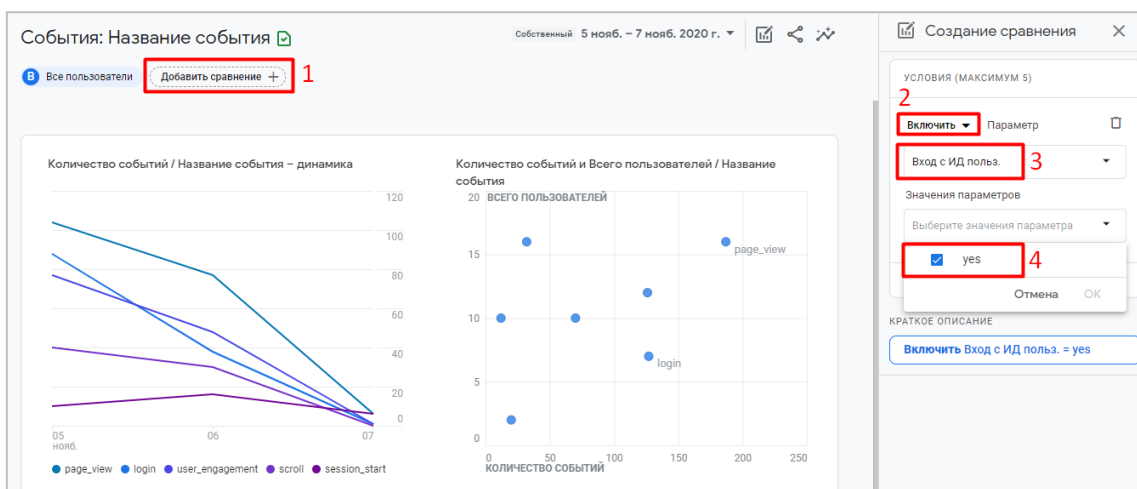 События: Название события
Собственный 5 нояб. – 7 нояб. 2020 г.
В Все пользователи Добавить сравнение + 1
Количество событий / Название события – динамика
120
100
80
60
40
20
0
05
нояб.
06
07
page_view login user_engagement scroll session_start
Количество событий и Всего пользователей / Название
события
20 ВСЕГО ПОЛЬЗОВАТЕЛЕЙ
15
10
5
0
page_view
login
0 50 100 150 200 250
КОЛИЧЕСТВО СОБЫТИЙ
Создание сравнения
УСЛОВИЯ (МАКСИМУМ 5)
2
Включить Параметр
Вход с ИД польз. 3
Значения параметров
Выберите значения параметра
yes 4
Отмена ОК
КРАТКОЕ ОПИСАНИЕ
Включить Вход с ИД польз. = yes